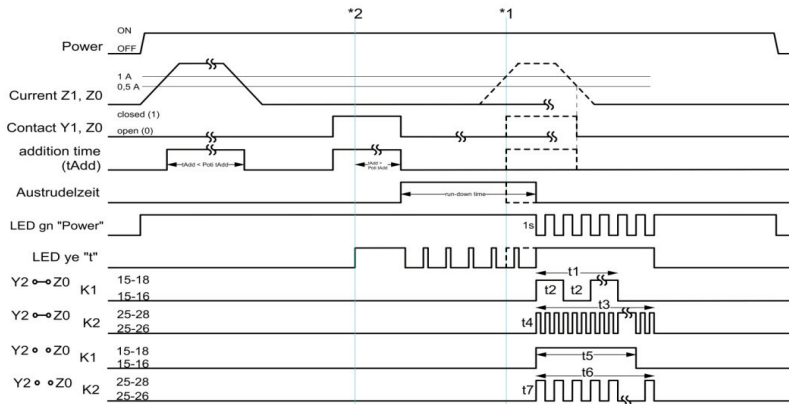 *2 *1
ON
Power
OFF
1 A
0,5 A
Current Z1, Z0
closed (1)
Contact Y1, Z0
open (0)
addition time
(tAdd)
tAdd < Poti tAdd
tAdd =
Poti tAdd
Austrudelzeit
run-down time
LED gn "Power"
1s
LED ye "t"
t1
Y2 Z0 K1 15-18
15-16
t2 t2
t3
Y2 Z0 K2 25-28
25-26
t4
Y2 Z0 K1 15-18
15-16
t5
t6
Y2 Z0 K2 25-28
25-26
t7